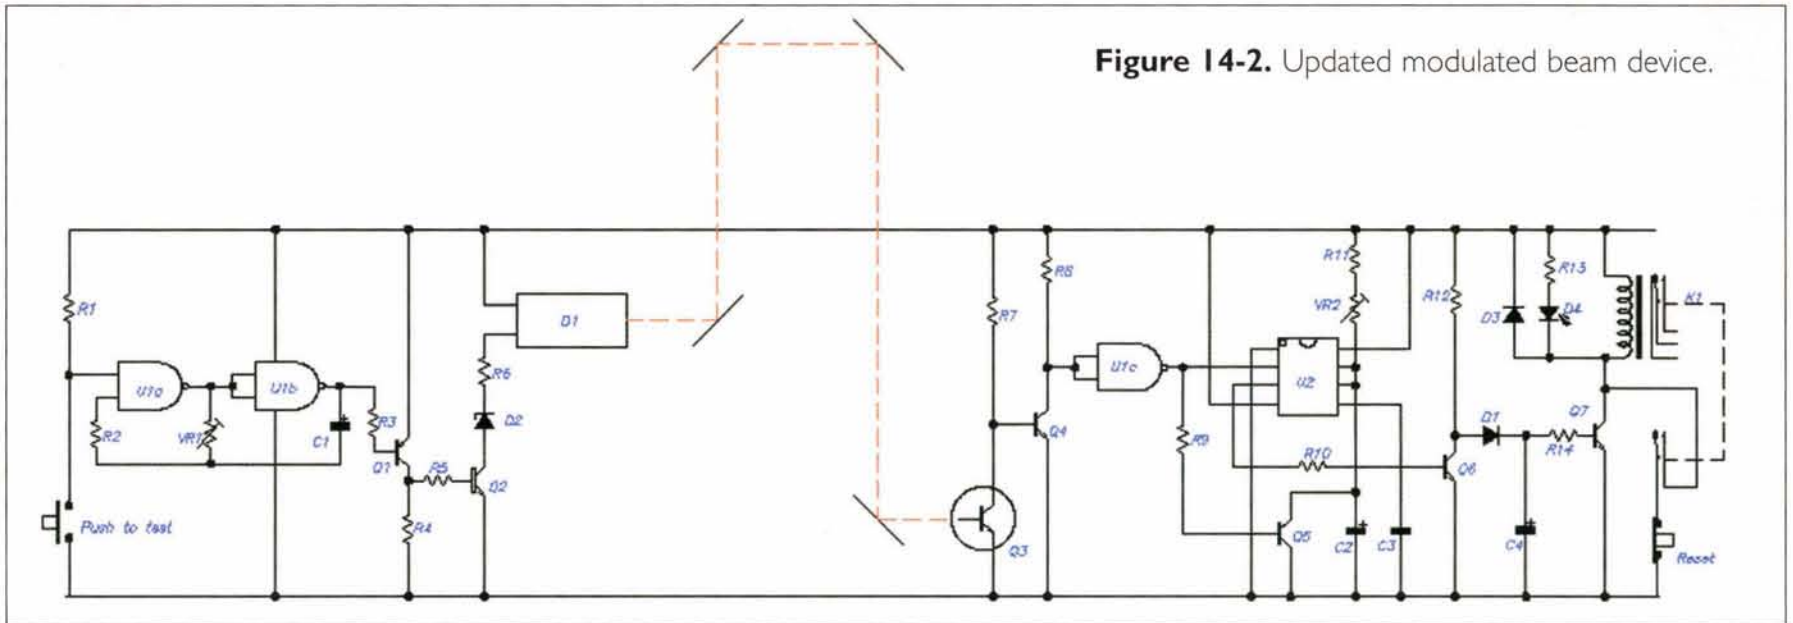 Figure 14-2. Updated modulated beam device.
R1
U1a
R2
VR1
U1b
C1
R3
Q1
R5
R4
D1
R6
D2
Q2
Push to test
R7
R8
Q4
Q3
U1c
R9
R10
Q5
U2
R11
VR2
C2
C3
R12
Q6
D1
C4
R14
D3
R13
D4
Q7
K1
Reset